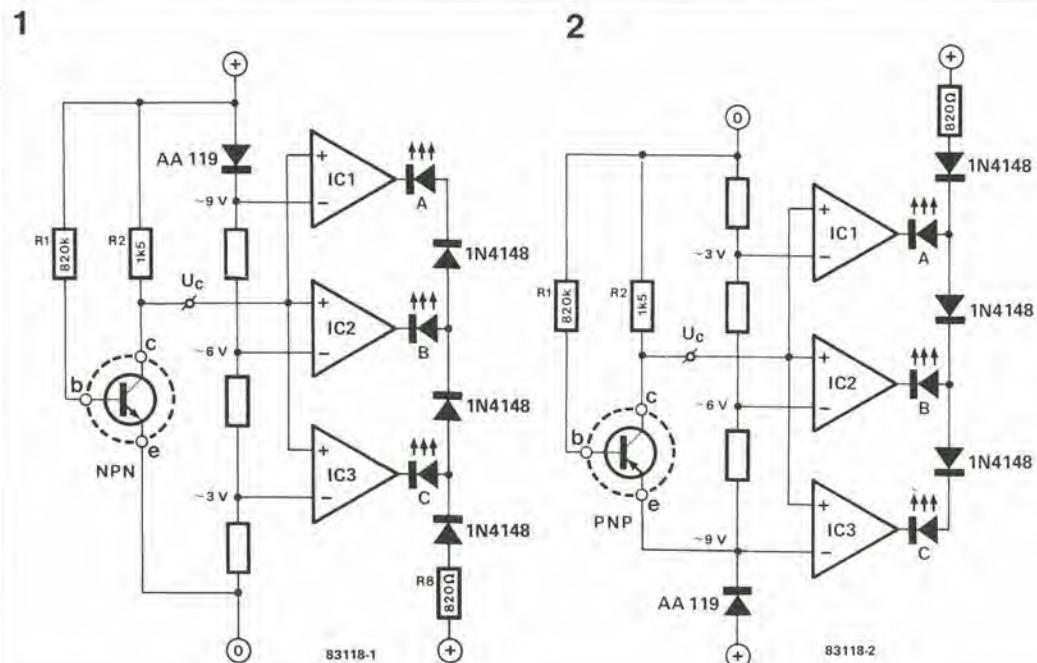 1
+
AA 119
R1
820k
R2
1k5
~9 V
~6 V
~3 V
Uc
b
c
e
NPN
+
−
IC1
A
1N4148
+
−
IC2
B
1N4148
+
−
IC3
C
1N4148
R8
820Ω
0
83118-1
+
2
+
820Ω
0
1N4148
R1
820k
R2
1k5
~3 V
~6 V
~9 V
Uc
b
c
e
PNP
+
−
IC1
A
1N4148
+
−
IC2
B
1N4148
+
−
IC3
C
AA 119
+
83118-2